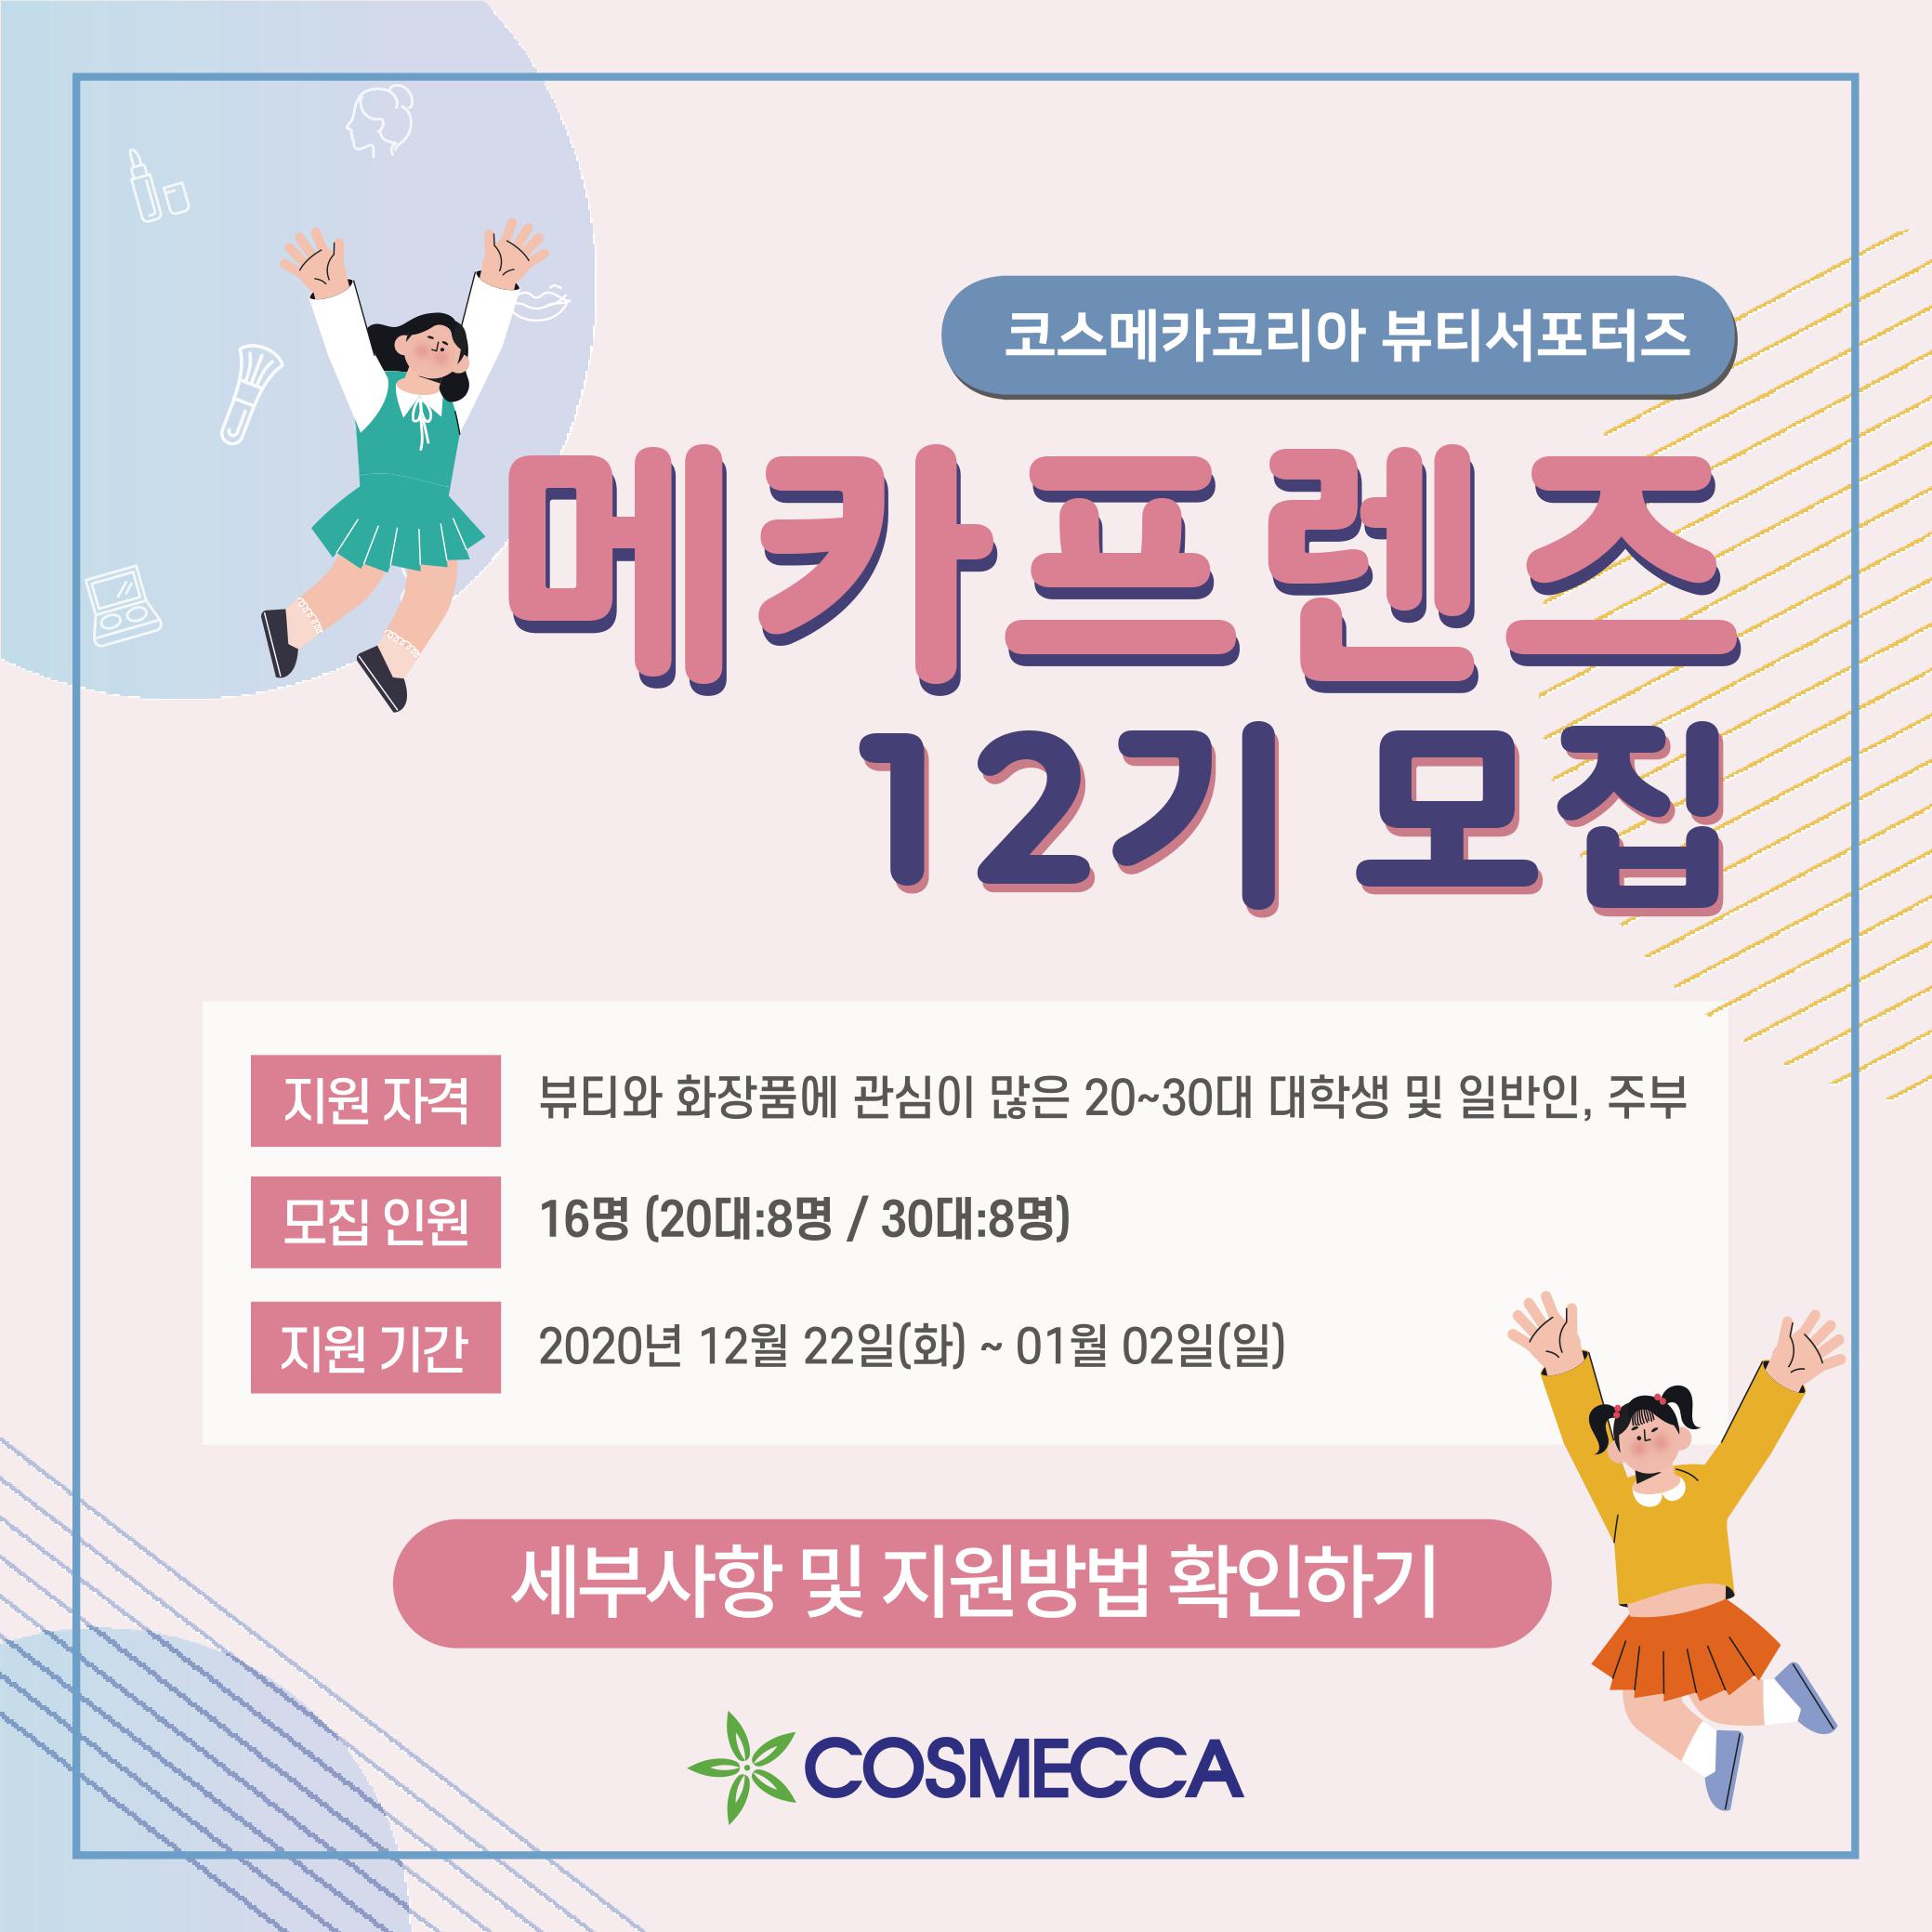 코스메카코리아 뷰티서포터즈
메카프렌즈
12기 모집
지원 자격 뷰티와 화장품에 관심이 많은 20~30대 대학생 및 일반인, 주부
모집 인원 16명 (20대:8명 / 30대:8명)
지원 기간 2020년 12월 22일(화) ~ 01월 02일(일)
세부사항 및 지원방법 확인하기
COSMECCA